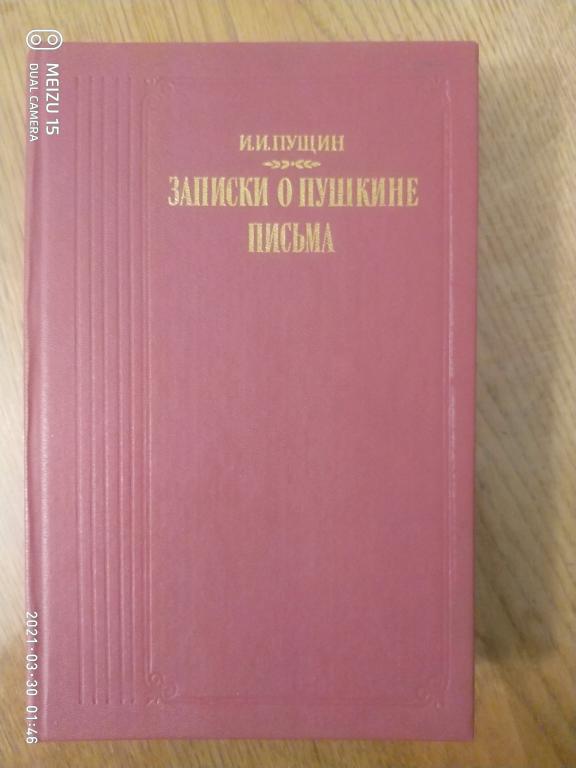 И.И.ПУЩИН
ЗАПИСКИ О ПУШКИНЕ
ПИСЬМА
MEIZU 15
DUAL CAMERA
2021·03·30 01:46